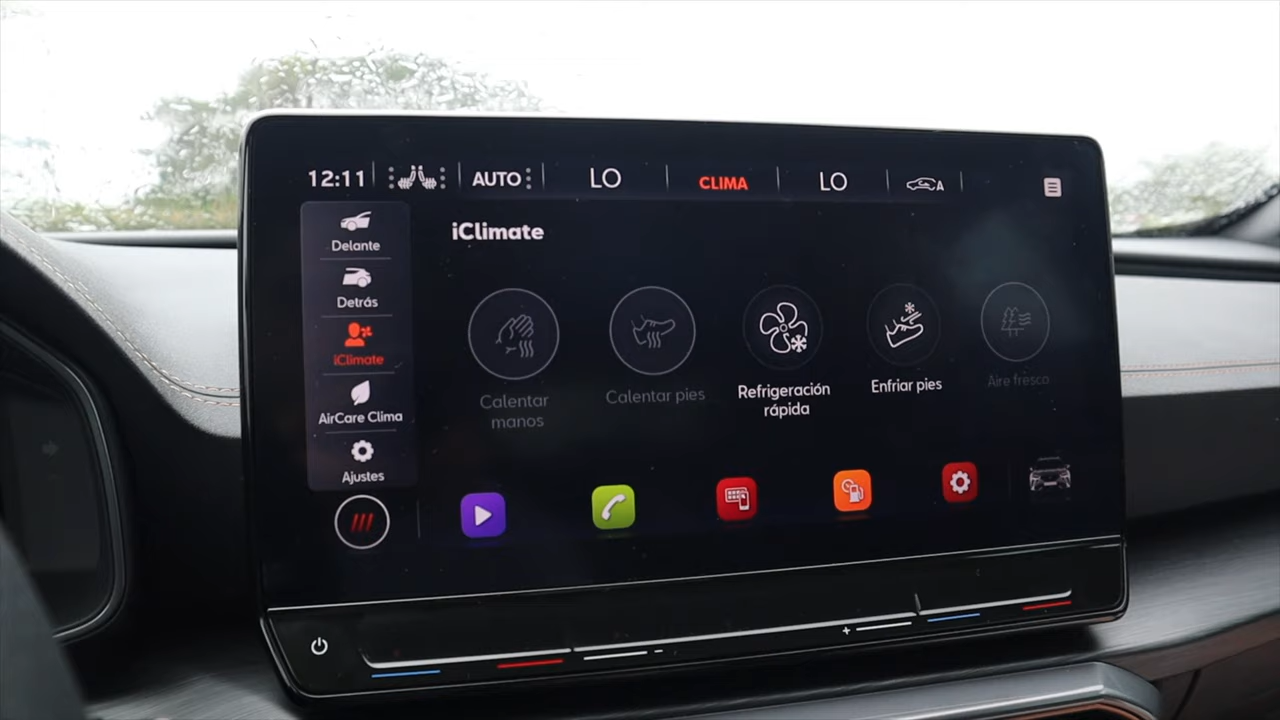 12:11
AUTO
LO
CLIMA
LO
A
Delante
Detrás
iClimate
AirCare Clima
Ajustes
iClimate
Calentar
manos
Calentar pies
Refrigeración
rápida
Enfriar pies
Aire fresco
+
-